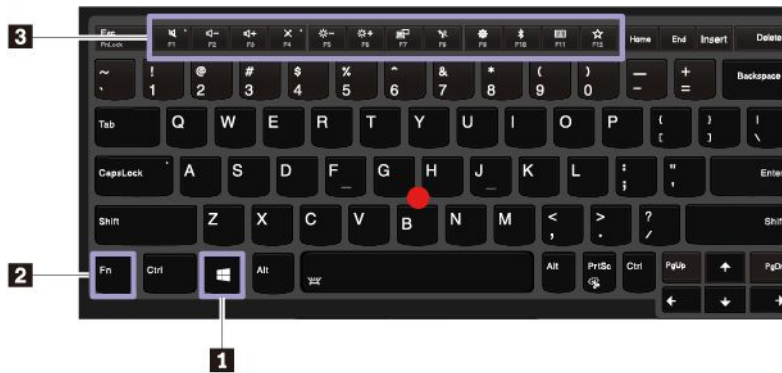 3
Esc F1 F2 F3 F4 F5 F6 F7 F8 F9 F10 F11 F12 Home End Insert Delete
FnLock
~ ! @ # $ % ^ & * ( ) — +
` 1 2 3 4 5 6 7 8 9 0 - = Backspace
Tab Q W E R T Y U I O P { } |
[ ] \
CapsLock A S D F G H J K L : " Enter
; '
Shift Z X C V B N M < > ? Shif
, . /
2
Fn Ctrl Alt Alt PrtSc Ctrl PgUp PgDn
1